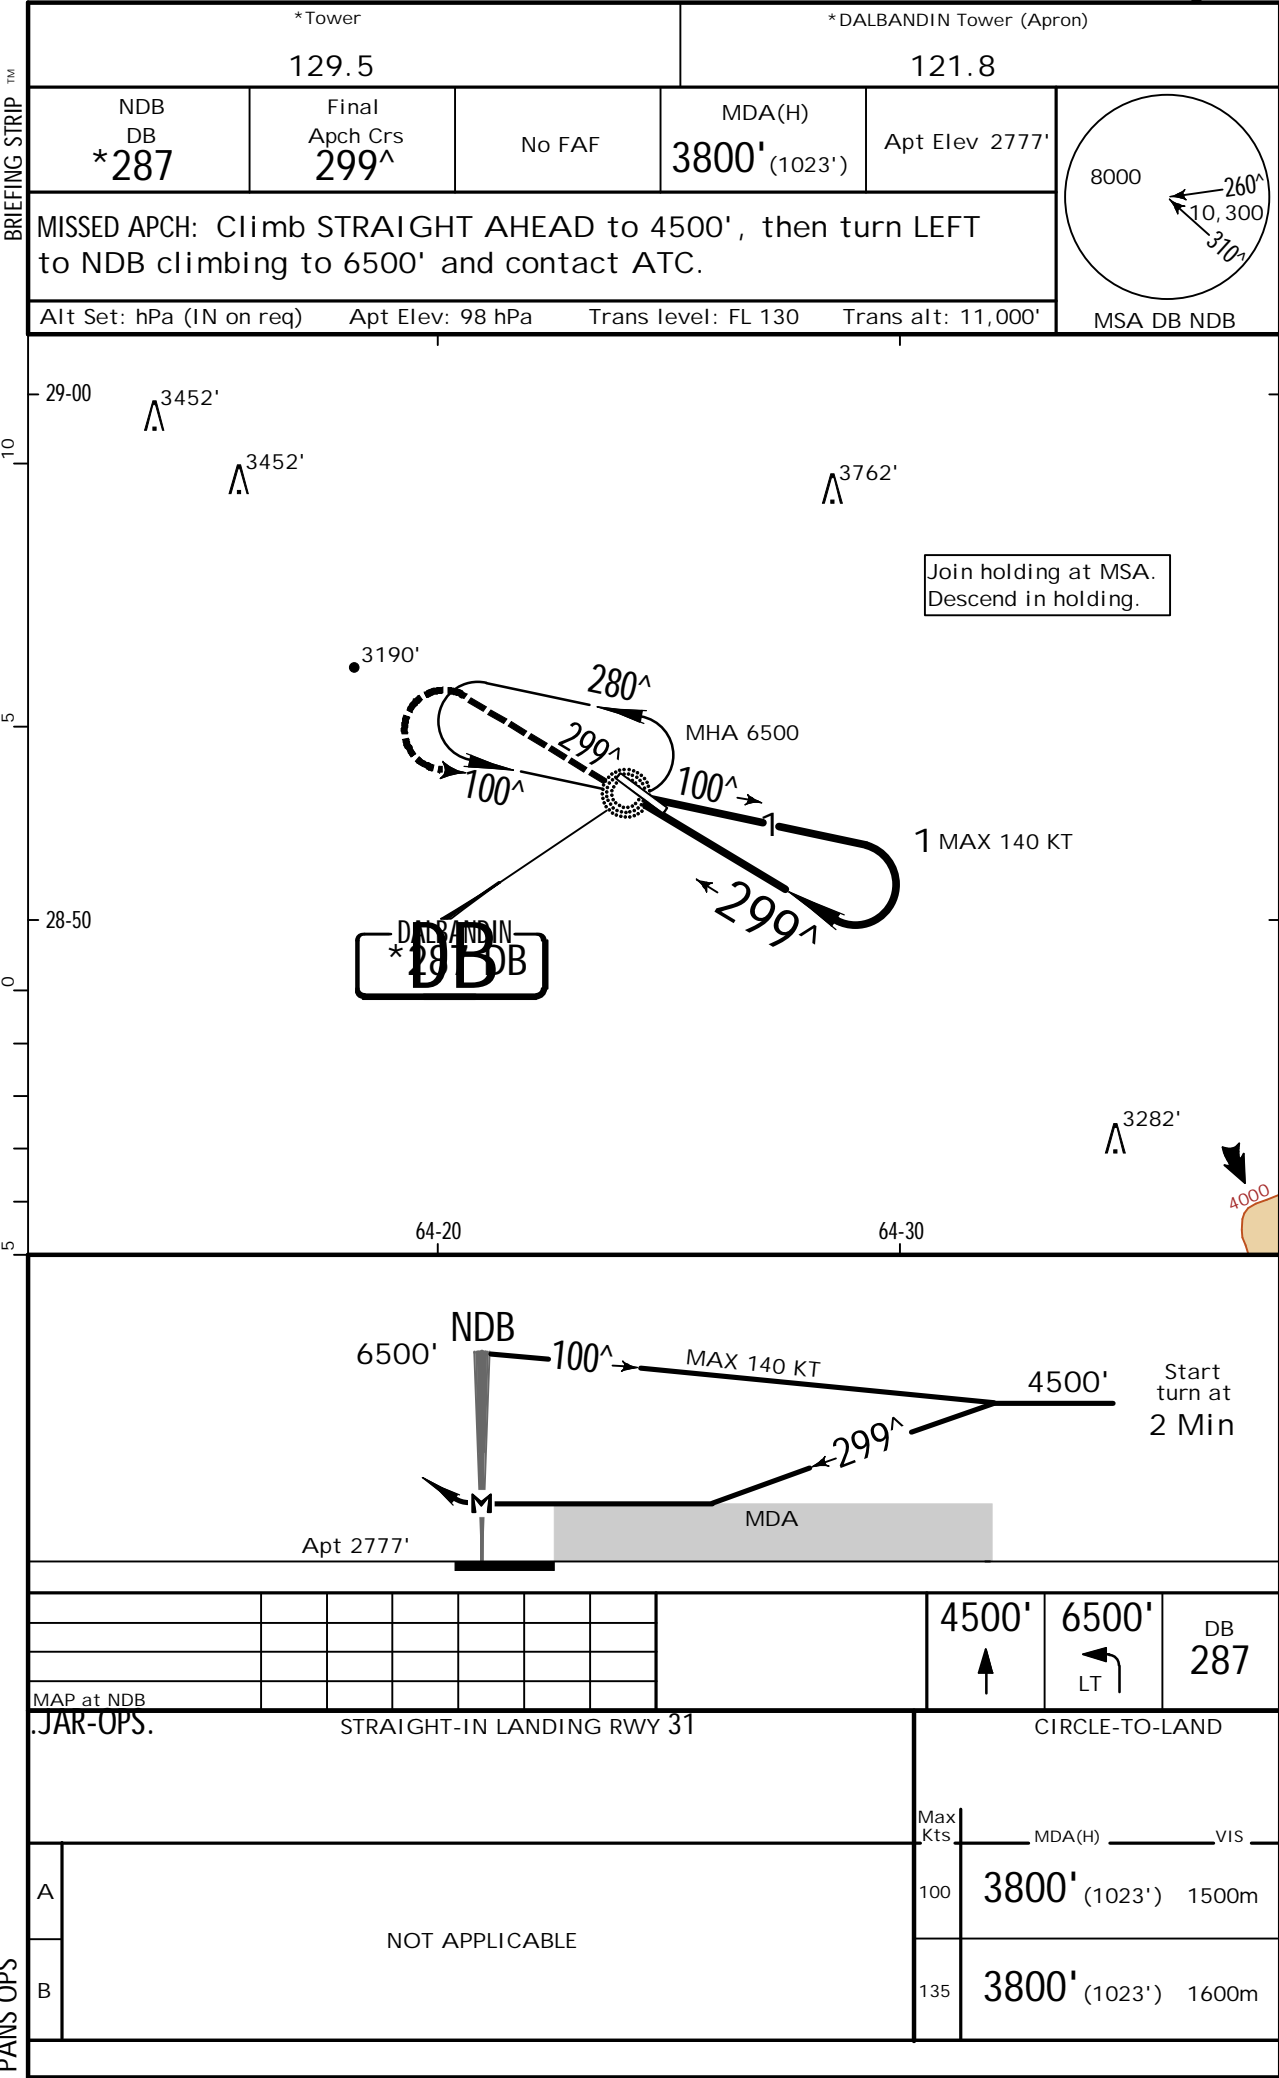 *Tower
129.5
*DALBANDIN Tower (Apron)
121.8
BRIEFING STRIP TM
NDB
DB
*287
Final
Apch Crs
299^
No FAF
MDA(H)
3800' (1023')
Apt Elev 2777'
8000
260^
10,300
310^
MSA DB NDB
MISSED APCH: Climb STRAIGHT AHEAD to 4500', then turn LEFT
to NDB climbing to 6500' and contact ATC.
Alt Set: hPa (IN on req) Apt Elev: 98 hPa Trans level: FL 130 Trans alt: 11,000'
29-00
3452'
10
3452'
3762'
Join holding at MSA.
Descend in holding.
3190'
280^
5
MHA 6500
299^
100^
100^
1
1 MAX 140 KT
299^
28-50
DALBANDIN
*287 DB
DB
0
3282'
4000
64-20
64-30
5
NDB
6500'
100^
MAX 140 KT
4500'
Start
turn at
2 Min
299^
M
MDA
Apt 2777'
4500'
6500'
LT
DB
287
MAP at NDB
.JAR-OPS.
STRAIGHT-IN LANDING RWY 31
CIRCLE-TO-LAND
Max
Kts
MDA(H)
VIS
A
100
3800' (1023')
1500m
NOT APPLICABLE
B
135
3800' (1023')
1600m
PANS OPS